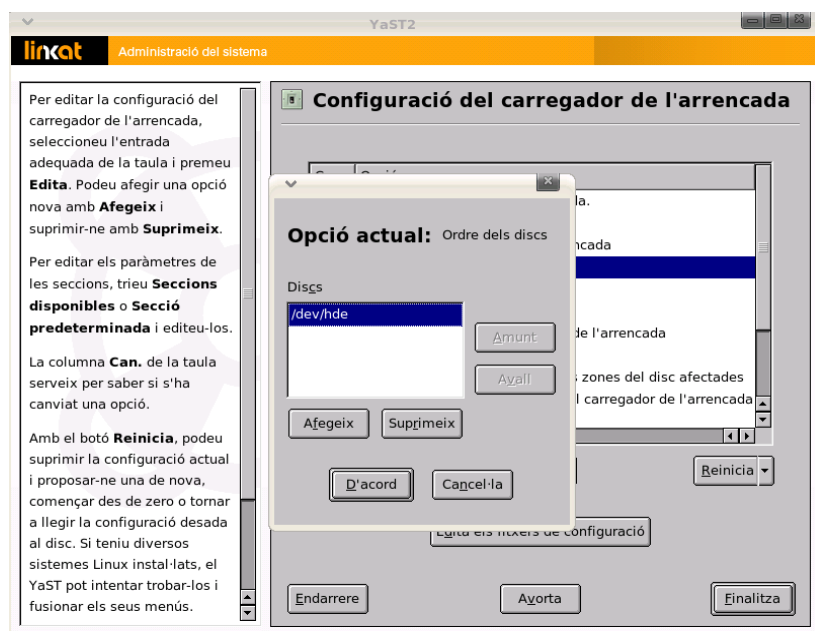 YaST2
linkat Administració del sistema
Per editar la configuració del
carregador de l'arrencada,
seleccioneu l'entrada
adequada de la taula i premeu
Edita. Podeu afegir una opció
nova amb Afegeix i
suprimir-ne amb Suprimeix.
Per editar els paràmetres de
les seccions, trieu Seccions
disponibles o Secció
predeterminada i editeu-los.
La columna Can. de la taula
serveix per saber si s'ha
canviat una opció.
Amb el botó Reinicia, podeu
suprimir la configuració actual
i proposar-ne una de nova,
començar des de zero o tornar
a llegir la configuració desada
al disc. Si teniu diversos
sistemes Linux instal·lats, el
YaST pot intentar trobar-los i
fusionar els seus menús.
Configuració del carregador de l'arrencada
la.
de l'arrencada
zones del disc afectades
l carregador de l'arrencada
Opció actual: Ordre dels discs
Discs
/dev/hde
Amunt
Avall
Afegeix
Suprimeix
D'acord
Cancel·la
Reinicia
Edita els fitxers de configuració
Endarrere
Avorta
Finalitza